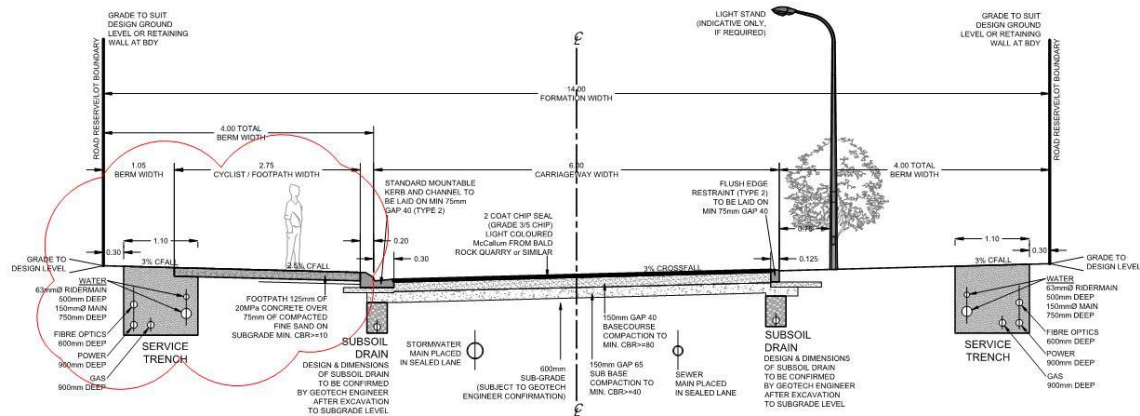 GRADE TO SUIT
DESIGN GROUND
LEVEL OR RETAINING
WALL AT BDY
LIGHT STAND
(INDICATIVE ONLY,
IF REQUIRED)
GRADE TO SUIT
DESIGN GROUND
LEVEL OR RETAINING
WALL AT BDY
ROAD RESERVE/LOT BOUNDARY
ROAD RESERVE/LOT BOUNDARY
14.00
FORMATION WIDTH
4.00 TOTAL
BERM WIDTH
1.05
BERM WIDTH
2.75
CYCLIST / FOOTPATH WIDTH
6.00
CARRIAGEWAY WIDTH
4.00 TOTAL
BERM WIDTH
STANDARD MOUNTABLE
KERB AND CHANNEL TO
BE LAID ON MIN 75mm
GAP 40 (TYPE 2)
2 COAT CHIP SEAL
(GRADE 3/5 CHIP)
LIGHT COLOURED
McCallum FROM BALD
ROCK QUARRY or SIMILAR
FLUSH EDGE
RESTRAINT (TYPE 2)
TO BE LAID ON
MIN 75mm GAP 40
0.75
1.10
0.30
0.20
0.30
0.125
1.10
0.30
GRADE TO
DESIGN LEVEL
3% CFALL
2.5% CFALL
3% CROSSFALL
3% CFALL
GRADE TO
DESIGN LEVEL
WATER
63mmØ RIDERMAIN
500mm DEEP
150mmØ MAIN
750mm DEEP
FIBRE OPTICS
600mm DEEP
POWER
900mm DEEP
GAS
900mm DEEP
SERVICE
TRENCH
FOOTPATH 125mm OF
20MPa CONCRETE OVER
75mm OF COMPACTED
FINE SAND ON
SUBGRADE MIN. CBR>=10
SUBSOIL
DRAIN
DESIGN & DIMENSIONS
OF SUBSOIL DRAIN
TO BE CONFIRMED
BY GEOTECH ENGINEER
AFTER EXCAVATION
TO SUBGRADE LEVEL
STORMWATER
MAIN PLACED
IN SEALED LANE
600mm
SUB-GRADE
(SUBJECT TO GEOTECH
ENGINEER CONFIRMATION)
150mm GAP 40
BASECOURSE
COMPACTION TO
MIN. CBR>=80
150mm GAP 65
SUB BASE
COMPACTION TO
MIN. CBR>=40
SEWER
MAIN PLACED
IN SEALED LANE
SUBSOIL
DRAIN
DESIGN & DIMENSIONS
OF SUBSOIL DRAIN
TO BE CONFIRMED
BY GEOTECH ENGINEER
AFTER EXCAVATION
TO SUBGRADE LEVEL
SERVICE
TRENCH
WATER
63mmØ RIDERMAIN
500mm DEEP
150mmØ MAIN
750mm DEEP
FIBRE OPTICS
600mm DEEP
POWER
900mm DEEP
GAS
900mm DEEP